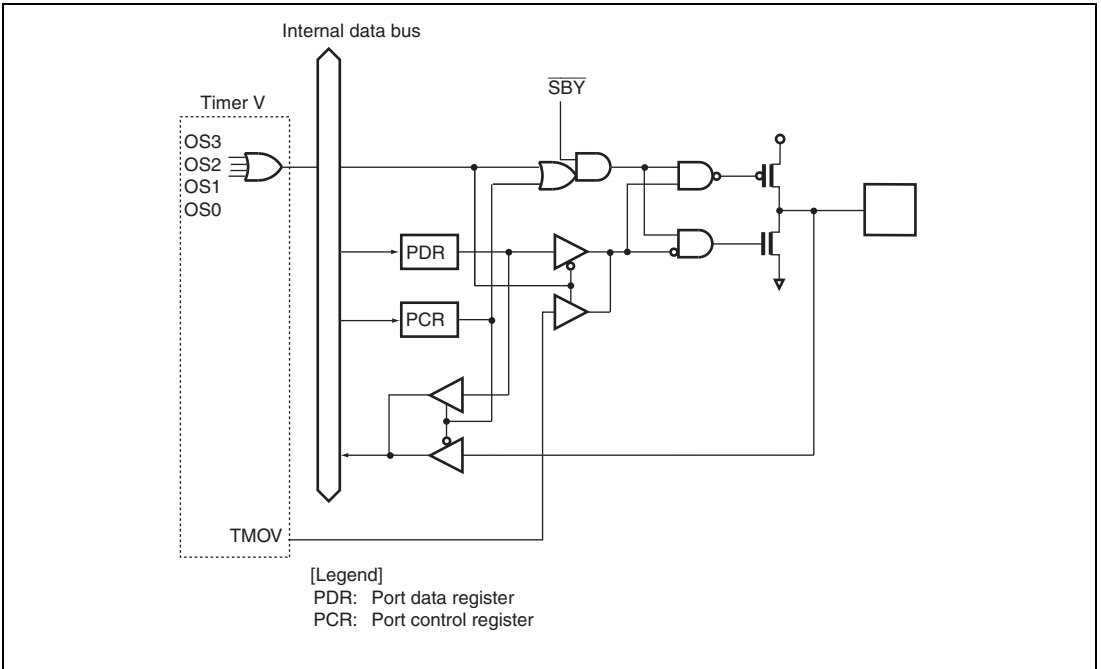 Internal data bus
SBY
Timer V
OS3
OS2
OS1
OS0
PDR
PCR
TMOV
[Legend]
PDR: Port data register
PCR: Port control register